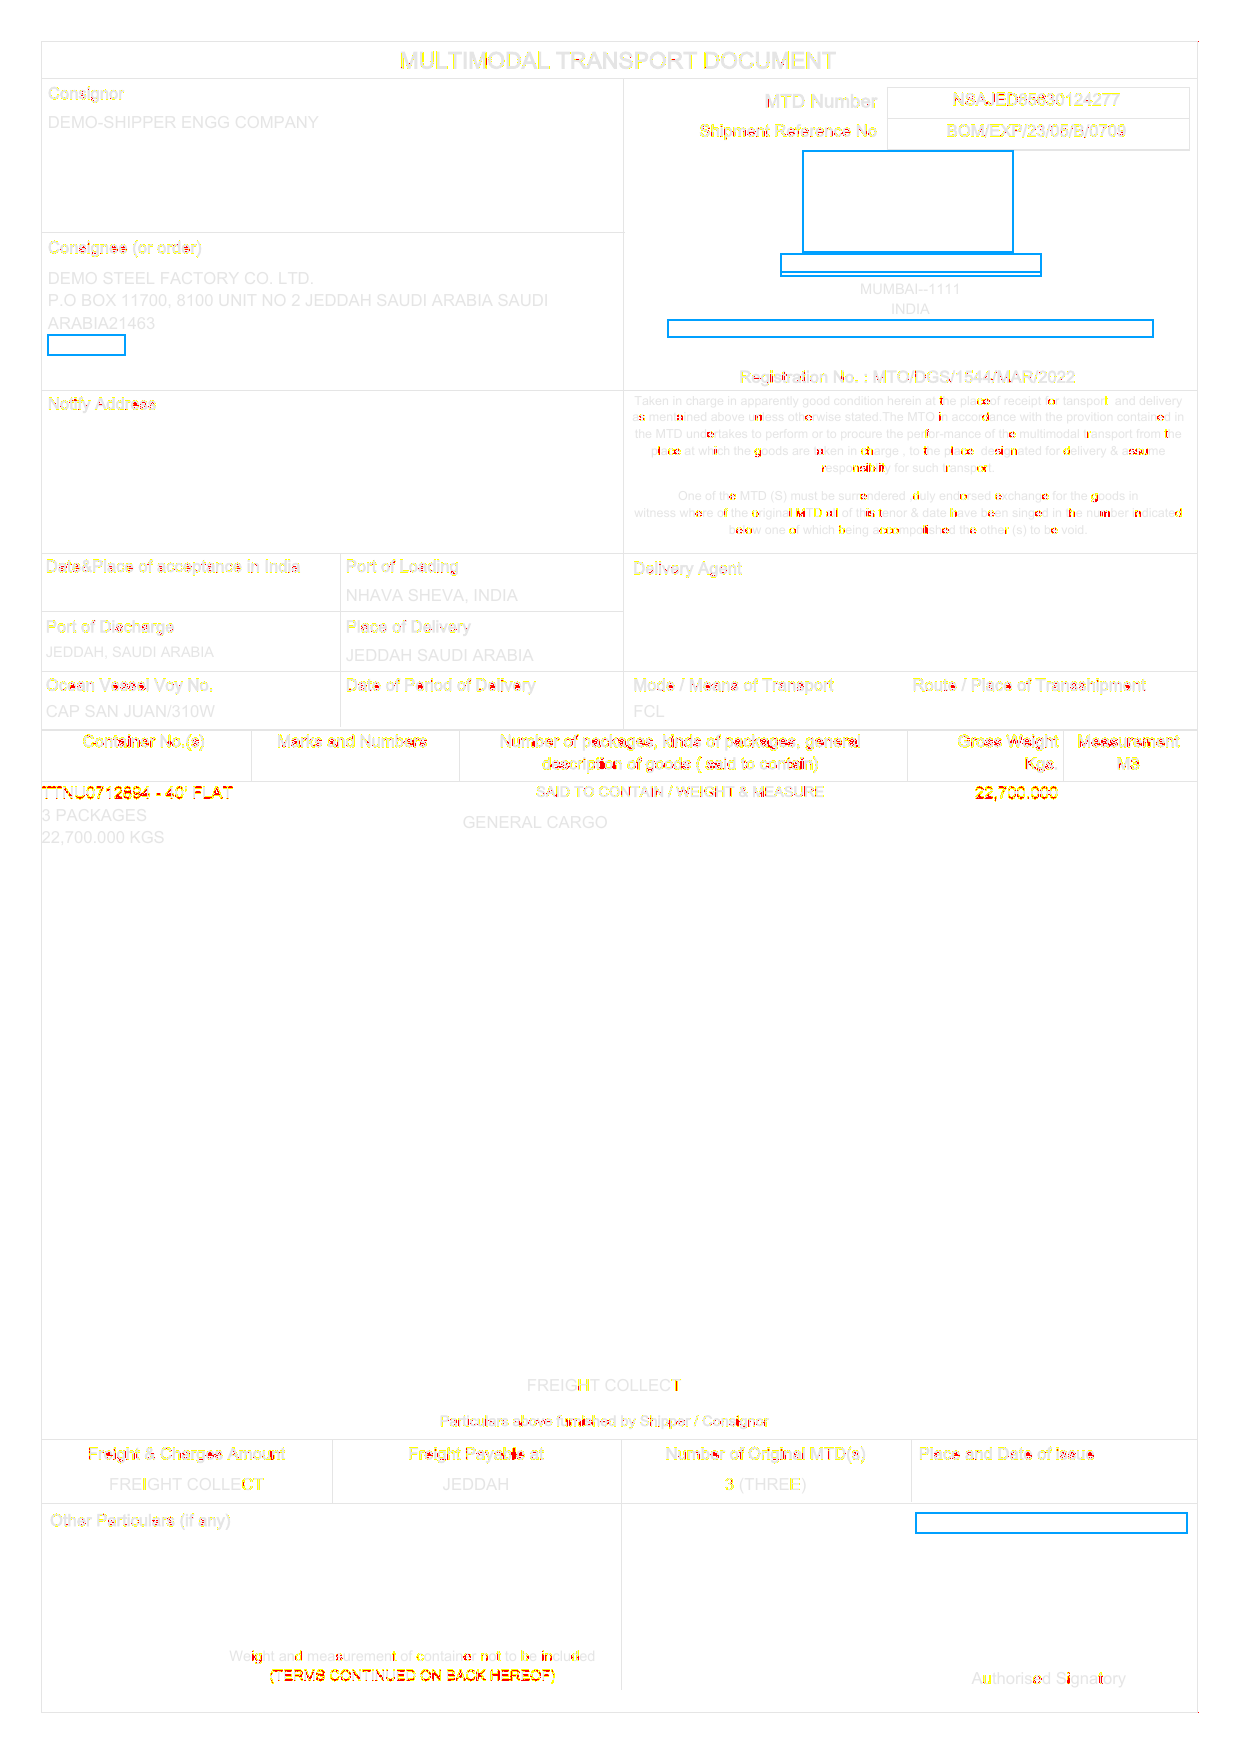 MULTIMODAL TRANSPORT DOCUMENT
Consignor
DEMO-SHIPPER ENGG COMPANY
MTD Number
Shipment Reference No
BOM/EXP/23/05/D/0709
Consignee (or order)
DEMO STEEL FACTORY CO. LTD.
P.O BOX 11700, 8100 UNIT NO 2 JEDDAH SAUDI ARABIA SAUDI
ARABIA21463
MUMBAI--1111
INDIA
Registration No. : MTO/DGS/1544/MAR/2022
Notify Address
Taken in charge in apparently good condition herein at the place of receipt for tansport and delivery
as mentioned above unless otherwise stated.The MTO in accordance with the provition contained in
the MTD undertakes to perform or to procure the perfor-mance of the multimodal transport from the
place at which the goods are taken in charge , to the place designated for delivery & assume
responsibility for such transport.
One of the MTD (S) must be surrendered duly endorsed exchange for the goods in
witness where of the original MTD all of this tenor & date have been singed in the number indicated
below one of which being accompolished the other (s) to be void.
Date&Place of acceptance in India
Port of Loading
NHAVA SHEVA, INDIA
Delivery Agent
Port of Discharge
JEDDAH, SAUDI ARABIA
Place of Delivery
JEDDAH SAUDI ARABIA
Ocean Vessel Voy No.
CAP SAN JUAN/310W
Date of Period of Delivery
Mode / Means of Transport
FCL
Route / Place of Transhipment
Container No.(s)
Marks and Numbers
Number of packages, kinds of packages, general
description of goods ( said to contain)
Gross Weight
Kgs.
Measurement
M3
TTNU0712894 - 40' FLAT
SAID TO CONTAIN / WEIGHT & MEASURE
22,700.000
3 PACKAGES
GENERAL CARGO
22,700.000 KGS
FREIGHT COLLECT
Particulars above furnished by Shipper / Consignor
Freight & Charges Amount
FREIGHT COLLECT
Freight Payable at
JEDDAH
Number of Original MTD(s)
3 (THREE)
Place and Date of Issue
Other Particulars (if any)
Weight and measurement of container not to be included
(TERMS CONTINUED ON BACK HEREOF)
Authorised Signatory